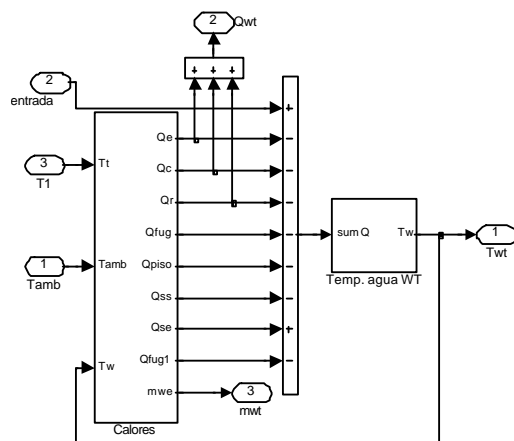 2
Qwt
+ + +
2
entrada
+
Qe
−
3
T1
Tt
Qc
−
Qr
−
Qfug
−
sum Q
Tw
1
Twt
Temp. agua WT
1
Tamb
Tamb
Qpiso
−
Qss
−
Qse
+
Tw
Qfug1
−
mwe
3
mwt
Calores